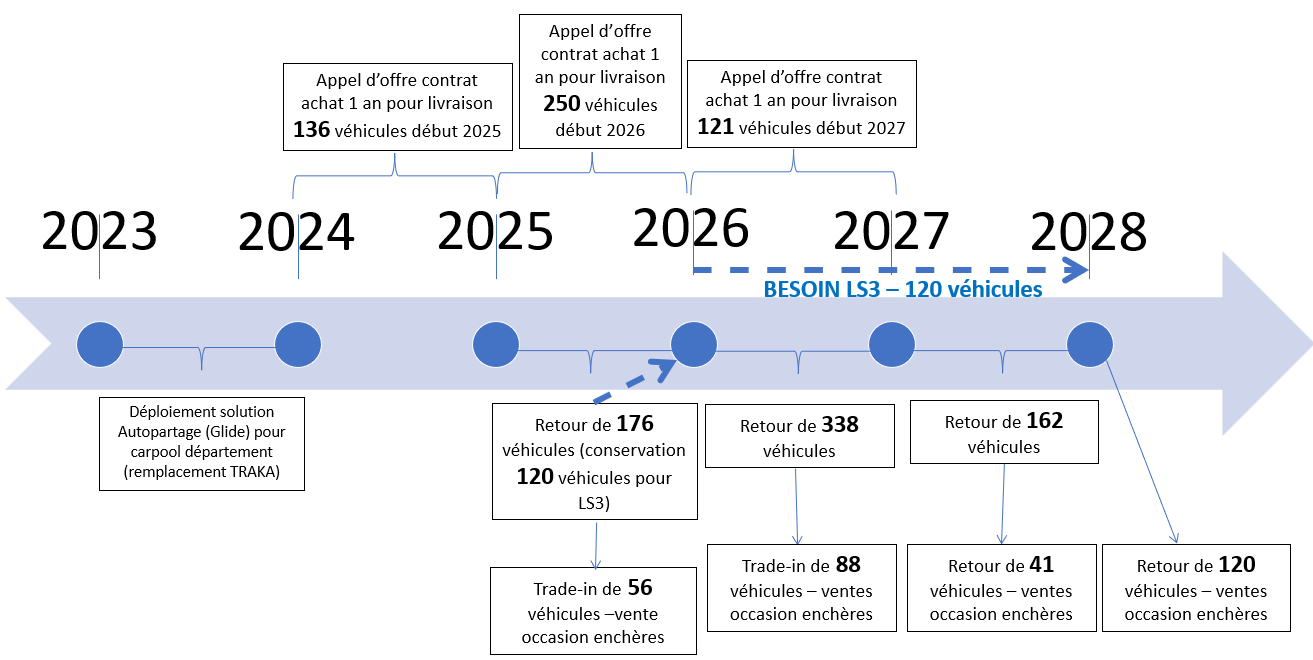 Appel d’offre contrat
achat 1 an pour livraison
136 véhicules début 2025
Appel d’offre
contrat achat 1
an pour livraison
250 véhicules
début 2026
Appel d’offre contrat
achat 1 an pour livraison
121 véhicules début 2027
2023
2024
2025
2026
2027
2028
BESOIN LS3 – 120 véhicules
Déploiement solution
Autopartage (Glide) pour
carpool département
(remplacement TRAKA)
Retour de 176
véhicules (conservation
120 véhicules pour
LS3)
Retour de 338
véhicules
Retour de 162
véhicules
Trade-in de 56
véhicules –vente
occasion enchères
Trade-in de 88
véhicules – ventes
occasion enchères
Retour de 41
véhicules – ventes
occasion enchères
Retour de 120
véhicules – ventes
occasion enchères